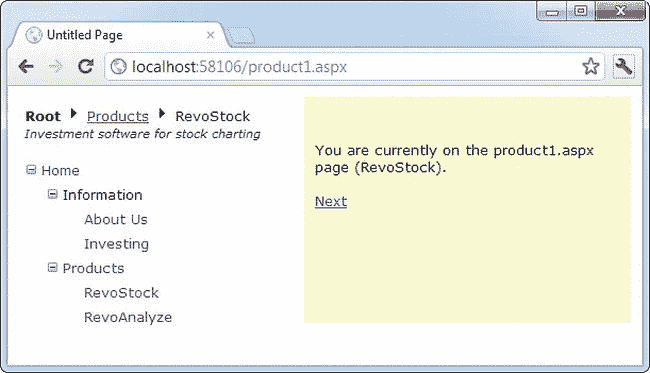 Untitled Page
localhost:58106/product1.aspx
Root Products RevoStock
Investment software for stock charting
Home
Information
About Us
Investing
Products
RevoStock
RevoAnalyze
You are currently on the product1.aspx
page (RevoStock).
Next